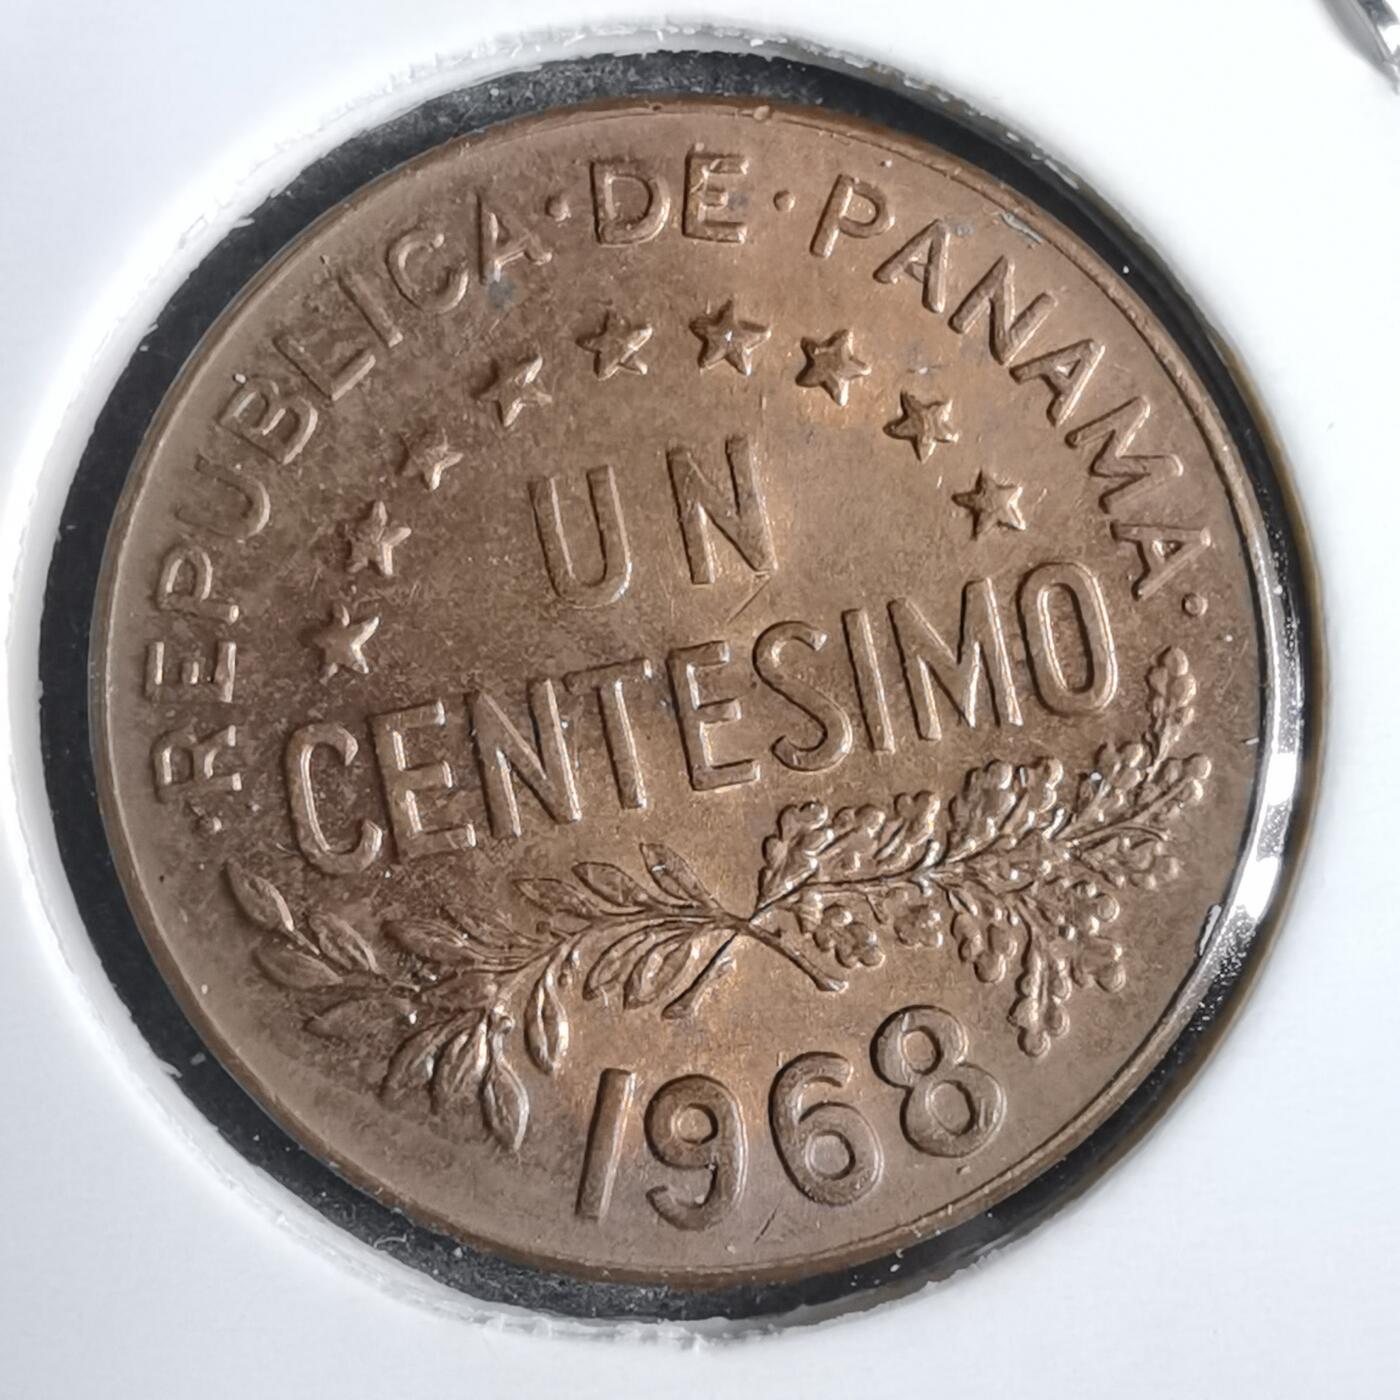 ·REPUBLICA·DE·PANAMA·
UN
CENTESIMO
1968